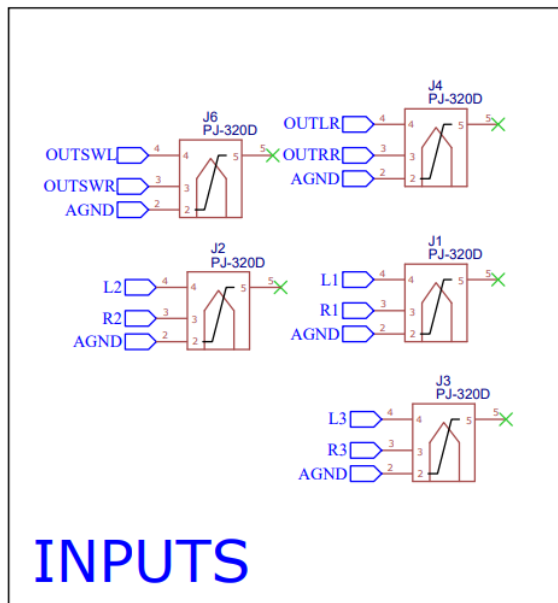 J6
PJ-320D
OUTSWL 4 4 5 5
OUTSWR 3 3
AGND 2 2
J4
PJ-320D
OUTLR 4 4 5 5
OUTRR 3 3
AGND 2 2
J2
PJ-320D
L2 4 4 5 5
R2 3 3
AGND 2 2
J1
PJ-320D
L1 4 4 5 5
R1 3 3
AGND 2 2
J3
PJ-320D
L3 4 4 5 5
R3 3 3
AGND 2 2
INPUTS